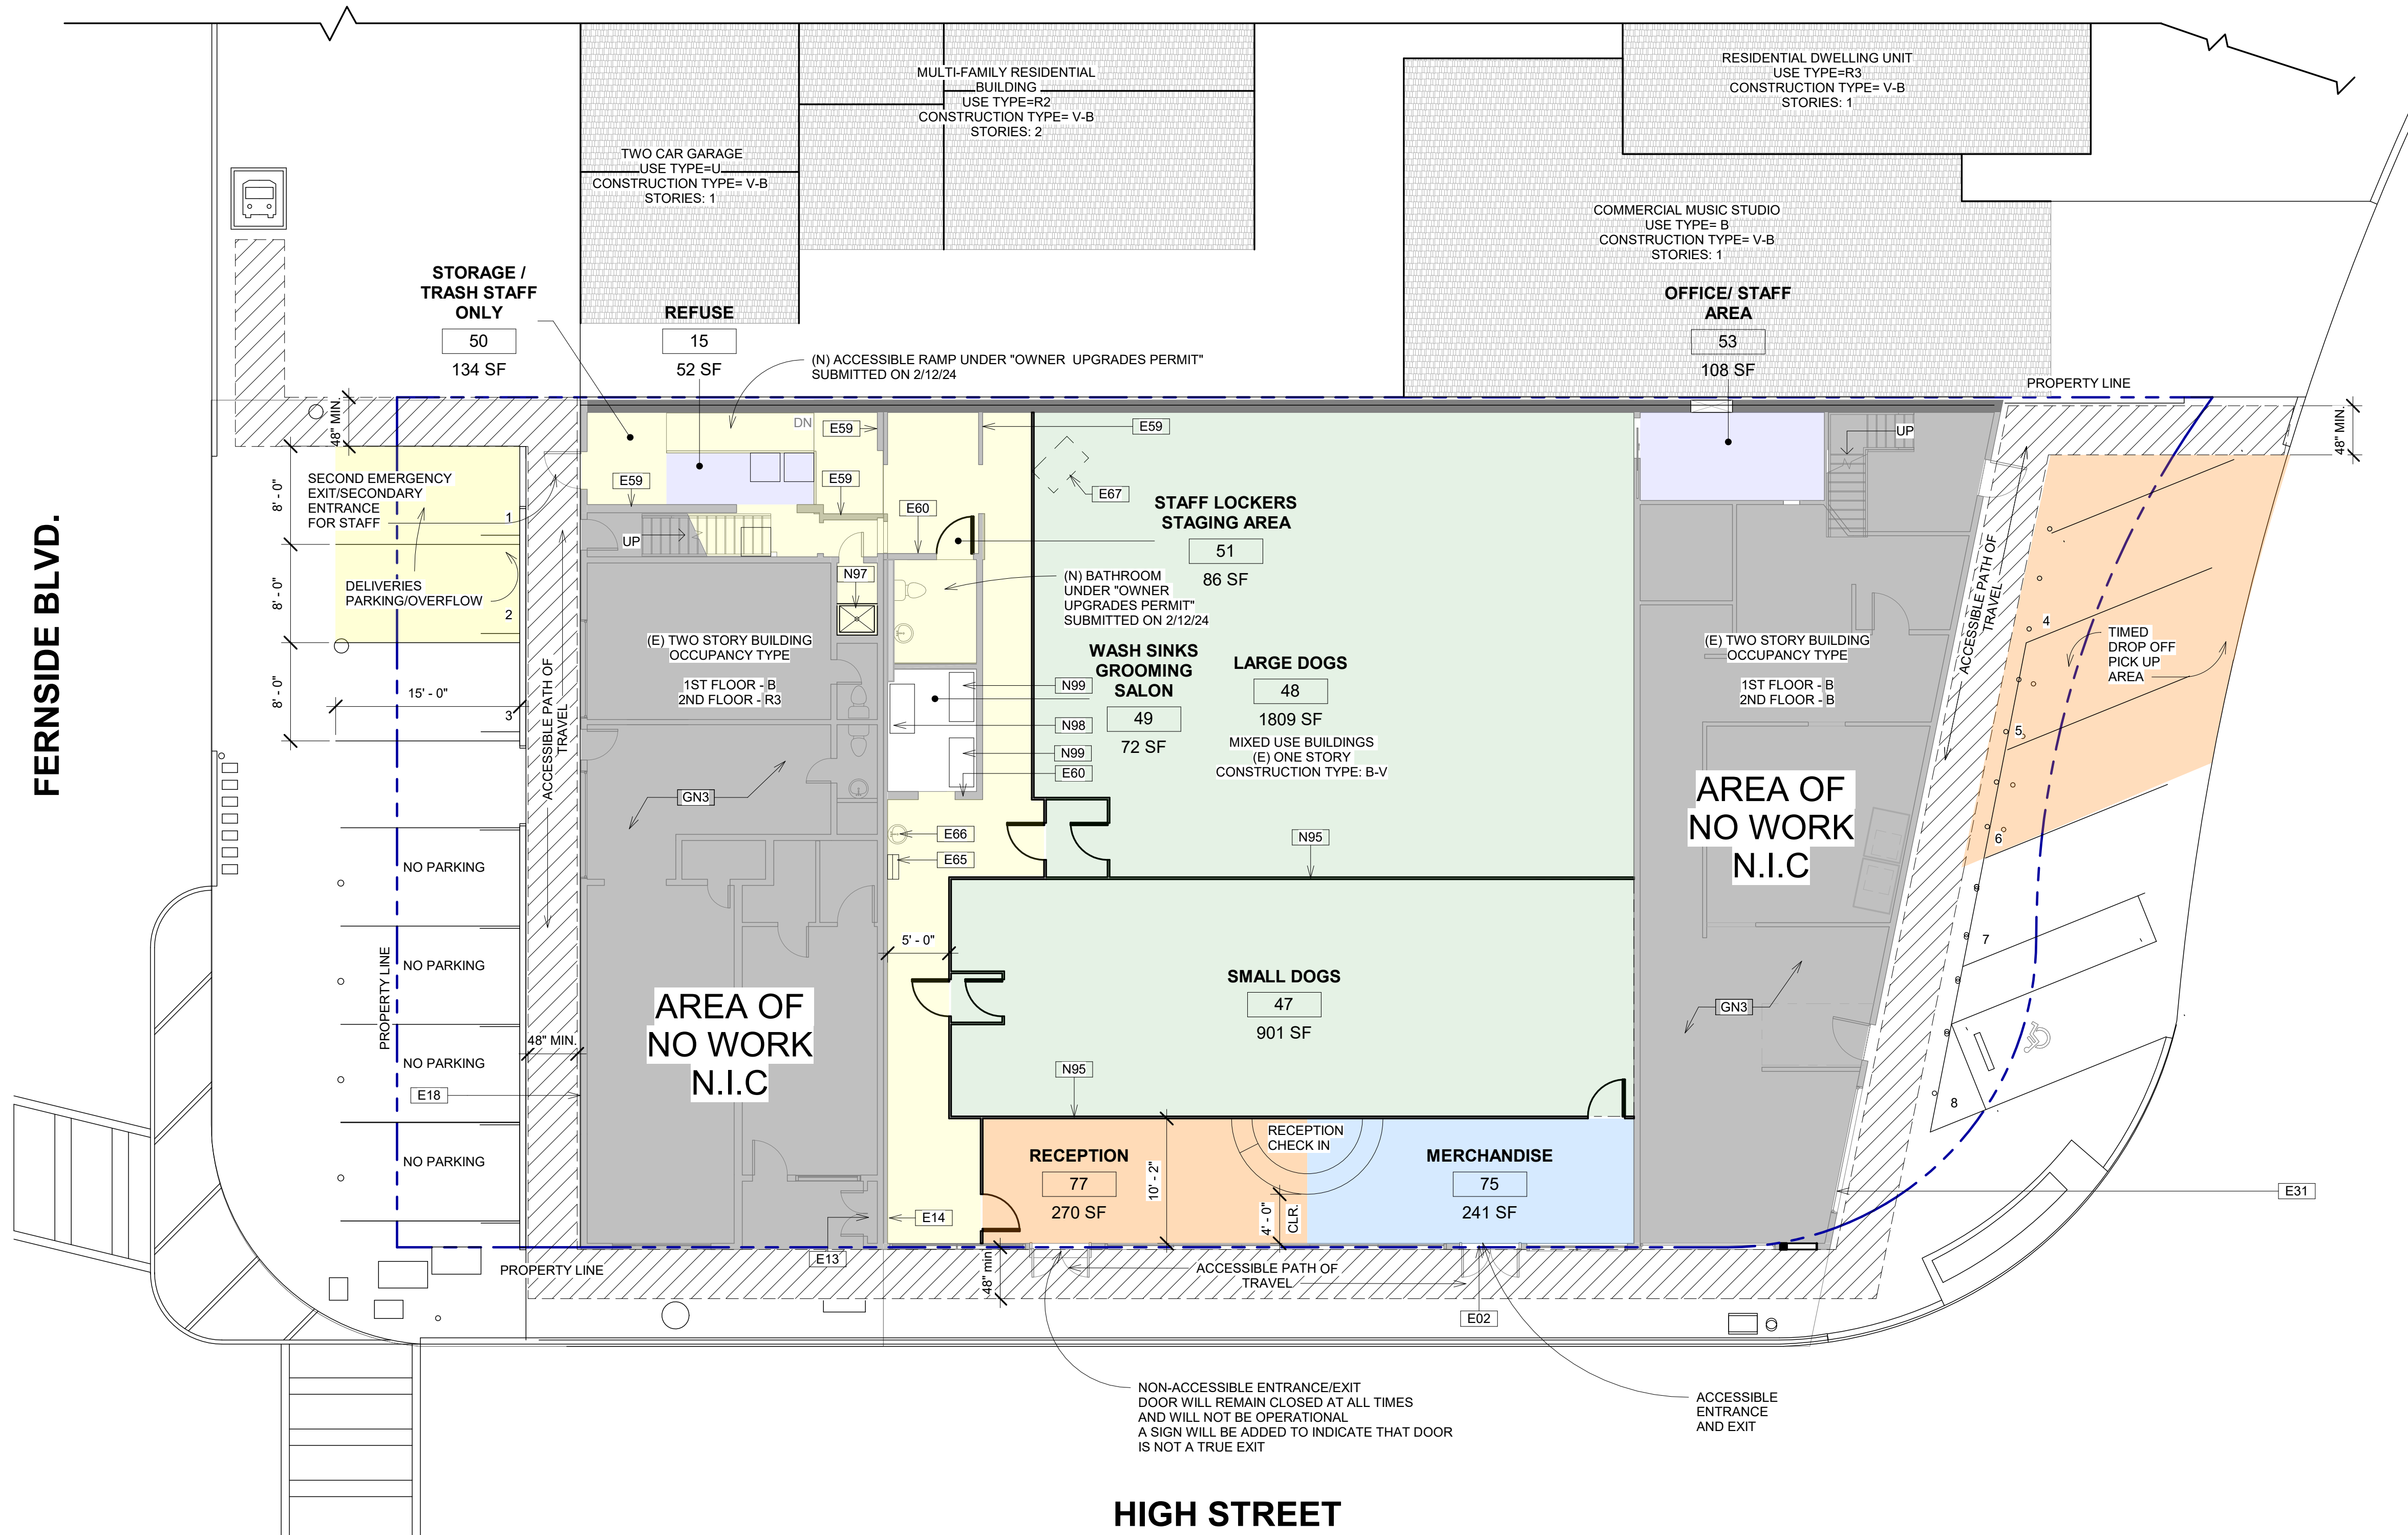 MULTI-FAMILY RESIDENTIAL
BUILDING
USE TYPE=R2
CONSTRUCTION TYPE= V-B
STORIES: 2
RESIDENTIAL DWELLING UNIT
USE TYPE=R3
CONSTRUCTION TYPE= V-B
STORIES: 1
TWO CAR GARAGE
USE TYPE=U
CONSTRUCTION TYPE= V-B
STORIES: 1
COMMERCIAL MUSIC STUDIO
USE TYPE= B
CONSTRUCTION TYPE= V-B
STORIES: 1
STORAGE /
TRASH STAFF
ONLY
50
134 SF
REFUSE
15
52 SF
(N) ACCESSIBLE RAMP UNDER "OWNER UPGRADES PERMIT"
SUBMITTED ON 2/12/24
OFFICE/ STAFF
AREA
53
108 SF
PROPERTY LINE
48" MIN.
48" MIN.
DN
E59
E59
E59
E59
UP
UP
E67
E60
SECOND EMERGENCY
EXIT/SECONDARY
ENTRANCE
FOR STAFF
8' - 0"
8' - 0"
8' - 0"
1
2
3
DELIVERIES
PARKING/OVERFLOW
15' - 0"
FERNSIDE BLVD.
STAFF LOCKERS
STAGING AREA
51
86 SF
N97
(N) BATHROOM
UNDER "OWNER
UPGRADES PERMIT"
SUBMITTED ON 2/12/24
(E) TWO STORY BUILDING
OCCUPANCY TYPE
1ST FLOOR - B
2ND FLOOR - R3
WASH SINKS
GROOMING
SALON
49
72 SF
N99
N98
N99
E60
LARGE DOGS
48
1809 SF
MIXED USE BUILDINGS
(E) ONE STORY
CONSTRUCTION TYPE: B-V
(E) TWO STORY BUILDING
OCCUPANCY TYPE
1ST FLOOR - B
2ND FLOOR - B
ACCESSIBLE PATH OF
TRAVEL
ACCESSIBLE PATH OF
TRAVEL
4
5
6
7
8
TIMED
DROP OFF
PICK UP
AREA
GN3
E66
E65
N95
AREA OF
NO WORK
N.I.C
NO PARKING
NO PARKING
NO PARKING
NO PARKING
PROPERTY LINE
48" MIN.
E18
5' - 0"
SMALL DOGS
47
901 SF
AREA OF
NO WORK
N.I.C
GN3
N95
RECEPTION
77
270 SF
10' - 2"
RECEPTION
CHECK IN
4' - 0"
CLR.
MERCHANDISE
75
241 SF
E31
E14
E13
PROPERTY LINE
48" min
ACCESSIBLE PATH OF
TRAVEL
E02
NON-ACCESSIBLE ENTRANCE/EXIT
DOOR WILL REMAIN CLOSED AT ALL TIMES
AND WILL NOT BE OPERATIONAL
A SIGN WILL BE ADDED TO INDICATE THAT DOOR
IS NOT A TRUE EXIT
ACCESSIBLE
ENTRANCE
AND EXIT
HIGH STREET